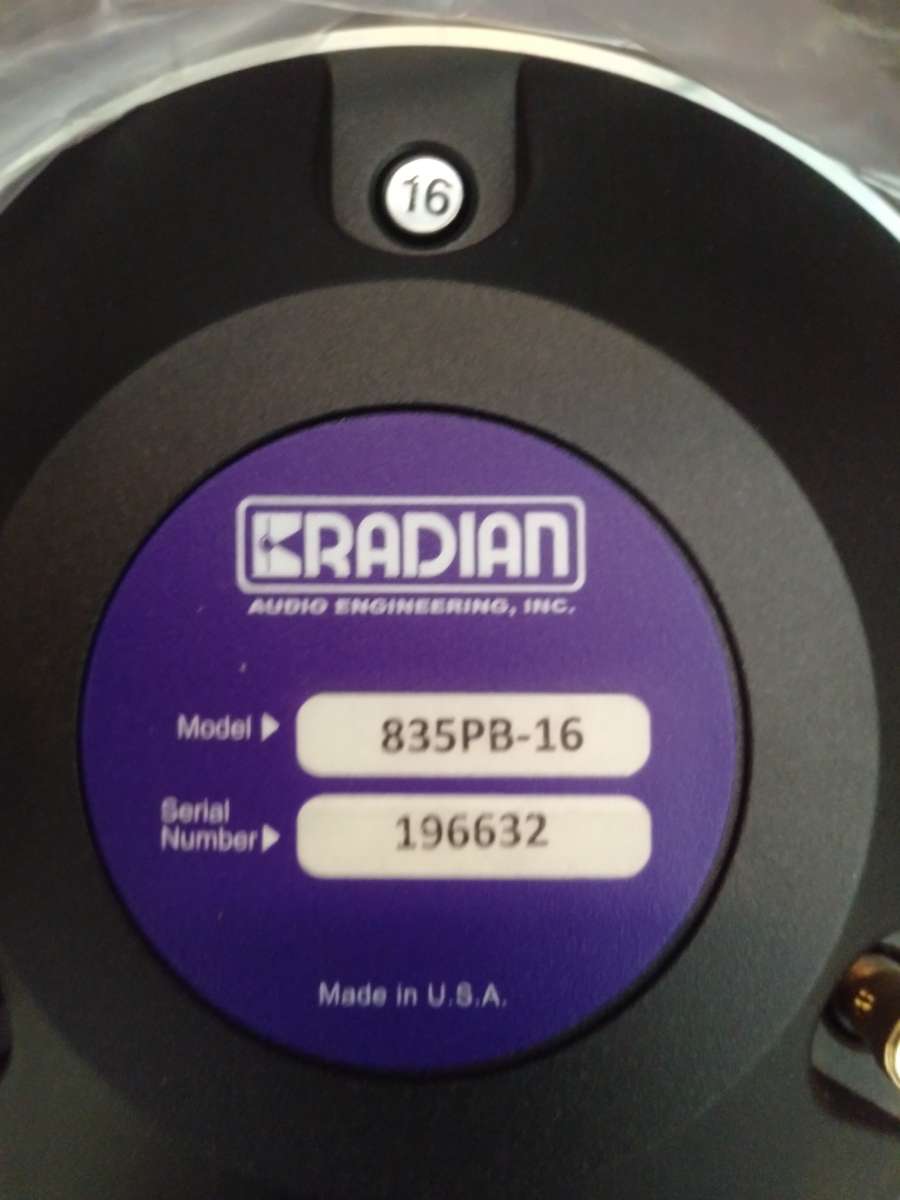 16
RADIAN
AUDIO ENGINEERING, INC.
Model 835PB-16
Serial
Number 196632
Made in U.S.A.